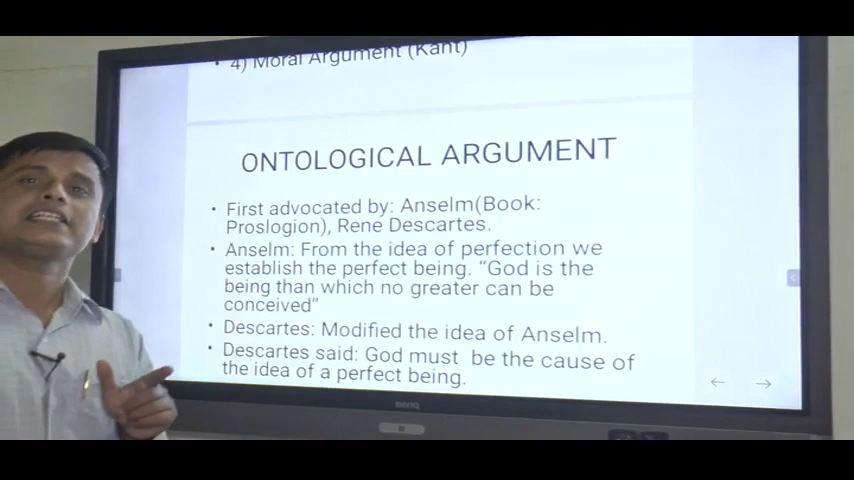 • 4) Moral Argument (Kant)
ONTOLOGICAL ARGUMENT
• First advocated by: Anselm(Book:
Proslogion), Rene Descartes.
• Anselm: From the idea of perfection we
establish the perfect being. “God is the
being than which no greater can be
conceived”
• Descartes: Modified the idea of Anselm.
• Descartes said: God must be the cause of
the idea of a perfect being.
BenQ